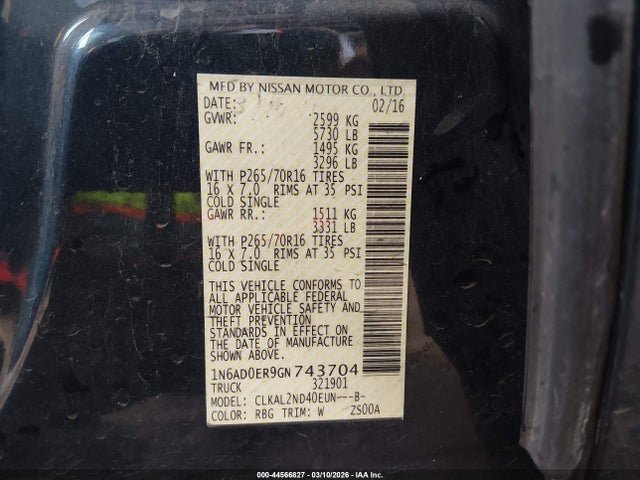 MFD BY NISSAN MOTOR CO., LTD.
DATE: 02/16
GVWR: 2599 KG
5730 LB
GAWR FR.: 1495 KG
3296 LB
WITH P265/70R16 TIRES
16 X 7.0 RIMS AT 35 PSI
COLD SINGLE
GAWR RR.: 1511 KG
3331 LB
WITH P265/70R16 TIRES
16 X 7.0 RIMS AT 35 PSI
COLD SINGLE
THIS VEHICLE CONFORMS TO
ALL APPLICABLE FEDERAL
MOTOR VEHICLE SAFETY AND
THEFT PREVENTION
STANDARDS IN EFFECT ON
THE DATE OF MANUFACTURE
SHOWN ABOVE.
1N6AD0ER9GN743704
TRUCK 321901
MODEL: CLKAL2ND40EUN---B-
COLOR: RBG TRIM: W ZS00A
000-44566827 - 03/10/2026 - IAA Inc.